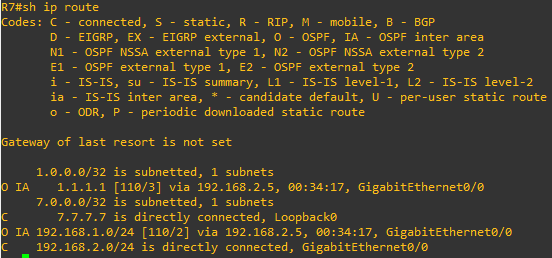 R7#sh ip route
Codes: C - connected, S - static, R - RIP, M - mobile, B - BGP
       D - EIGRP, EX - EIGRP external, O - OSPF, IA - OSPF inter area
       N1 - OSPF NSSA external type 1, N2 - OSPF NSSA external type 2
       E1 - OSPF external type 1, E2 - OSPF external type 2
       i - IS-IS, su - IS-IS summary, L1 - IS-IS level-1, L2 - IS-IS level-2
       ia - IS-IS inter area, * - candidate default, U - per-user static route
       o - ODR, P - periodic downloaded static route
Gateway of last resort is not set
     1.0.0.0/32 is subnetted, 1 subnets
O IA    1.1.1.1 [110/3] via 192.168.2.5, 00:34:17, GigabitEthernet0/0
     7.0.0.0/32 is subnetted, 1 subnets
C       7.7.7.7 is directly connected, Loopback0
O IA 192.168.1.0/24 [110/2] via 192.168.2.5, 00:34:17, GigabitEthernet0/0
C    192.168.2.0/24 is directly connected, GigabitEthernet0/0